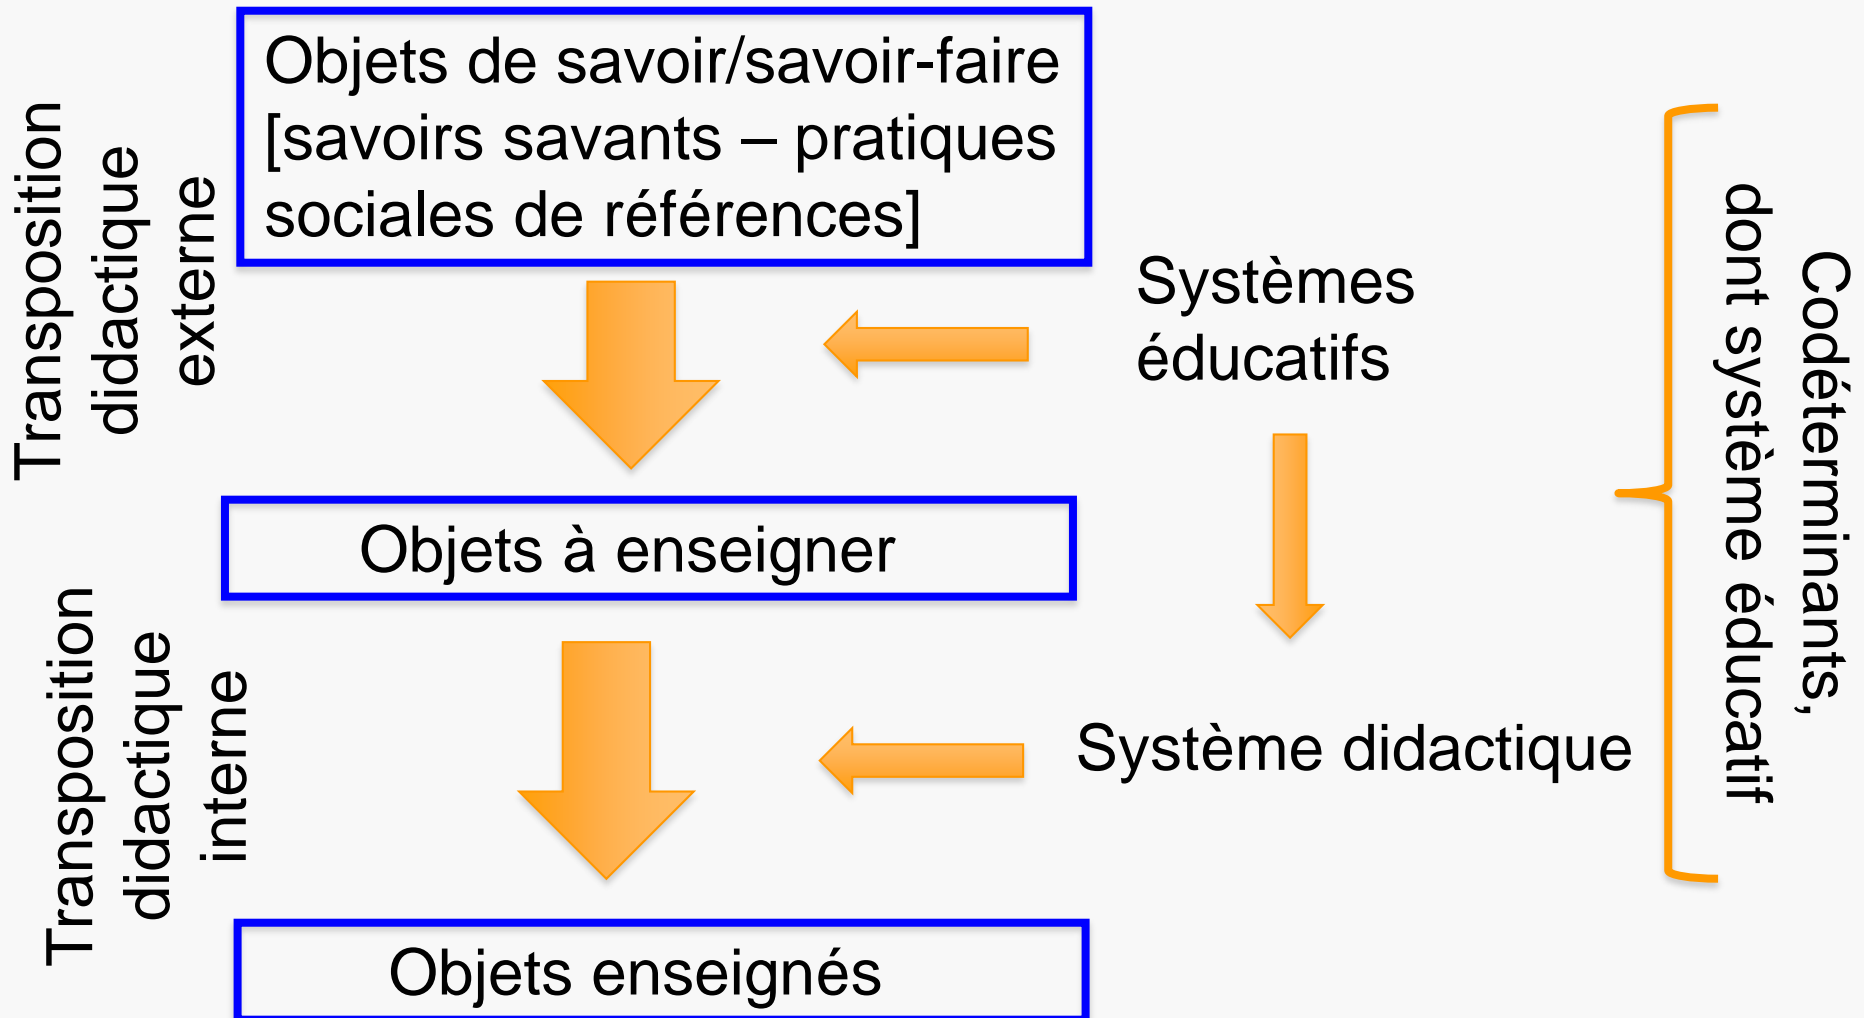 Objets de savoir/savoir-faire
[savoirs savants – pratiques
sociales de références]
Transposition
didactique
externe
Systèmes
éducatifs
Codéterminants,
dont système éducatif
Objets à enseigner
Transposition
didactique
interne
Système didactique
Objets enseignés